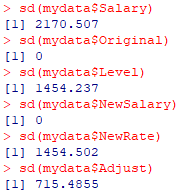 > sd(mydata$Salary)
[1] 2170.507
> sd(mydata$Original)
[1] 0
> sd(mydata$Level)
[1] 1454.237
> sd(mydata$NewSalary)
[1] 0
> sd(mydata$NewRate)
[1] 1454.502
> sd(mydata$Adjust)
[1] 715.4855